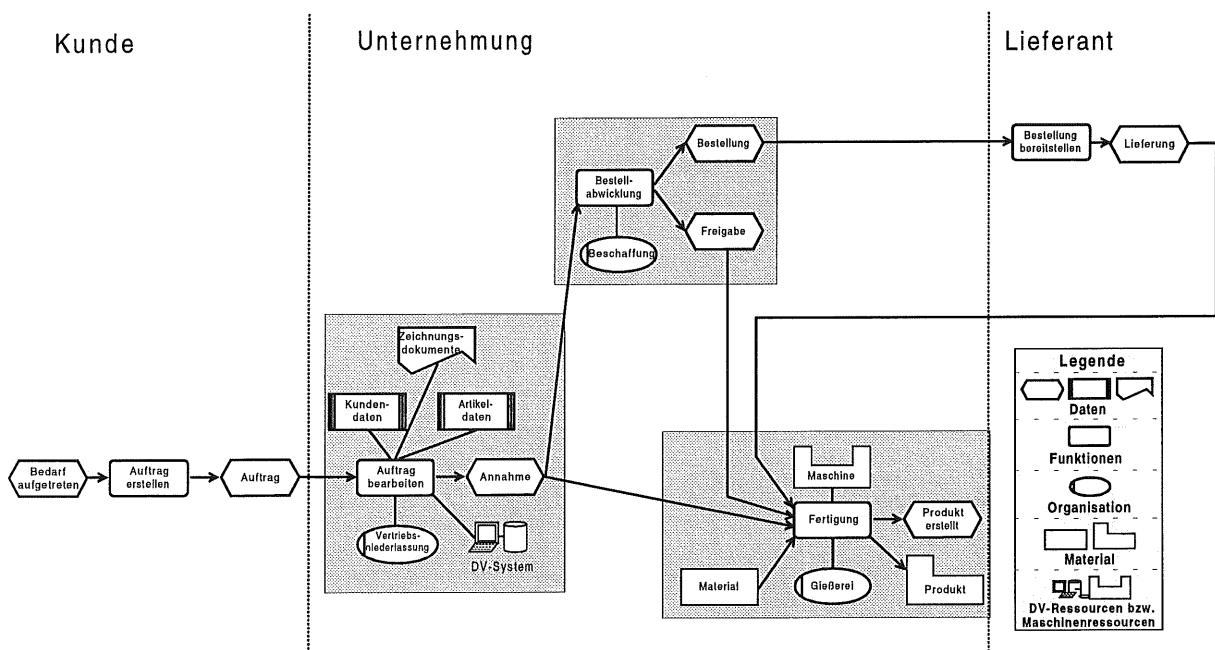 Kunde
Unternehmung
Lieferant
Bestellung
Bestellung
bereitstellen
Lieferung
Bestell-
abwicklung
Freigabe
Beschaffung
Zeichnungs-
dokumente
Kunden-
daten
Artikel-
daten
Bedarf
aufgetreten
Auftrag
erstellen
Auftrag
Auftrag
bearbeiten
Annahme
Vertriebs-
niederlassung
DV-System
Maschine
Fertigung
Produkt
erstellt
Material
Gießerei
Produkt
Legende
Daten
Funktionen
Organisation
Material
DV-Ressourcen bzw.
Maschinenressourcen